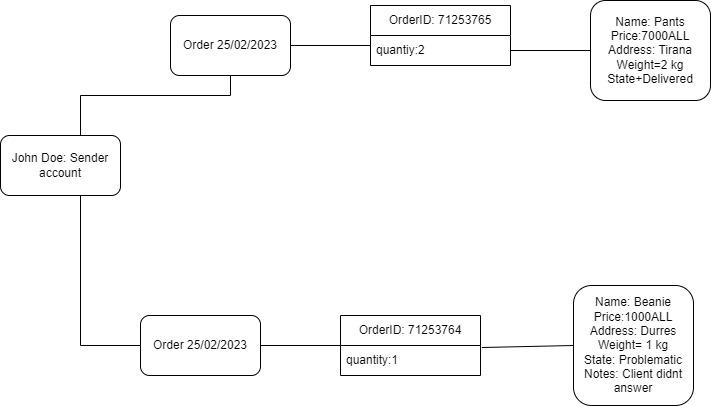 Order 25/02/2023
OrderID: 71253765
quantiy:2
Name: Pants
Price:7000ALL
Address: Tirana
Weight=2 kg
State+Delivered
John Doe: Sender
account
Order 25/02/2023
OrderID: 71253764
quantity:1
Name: Beanie
Price:1000ALL
Address: Durres
Weight= 1 kg
State: Problematic
Notes: Client didnt
answer